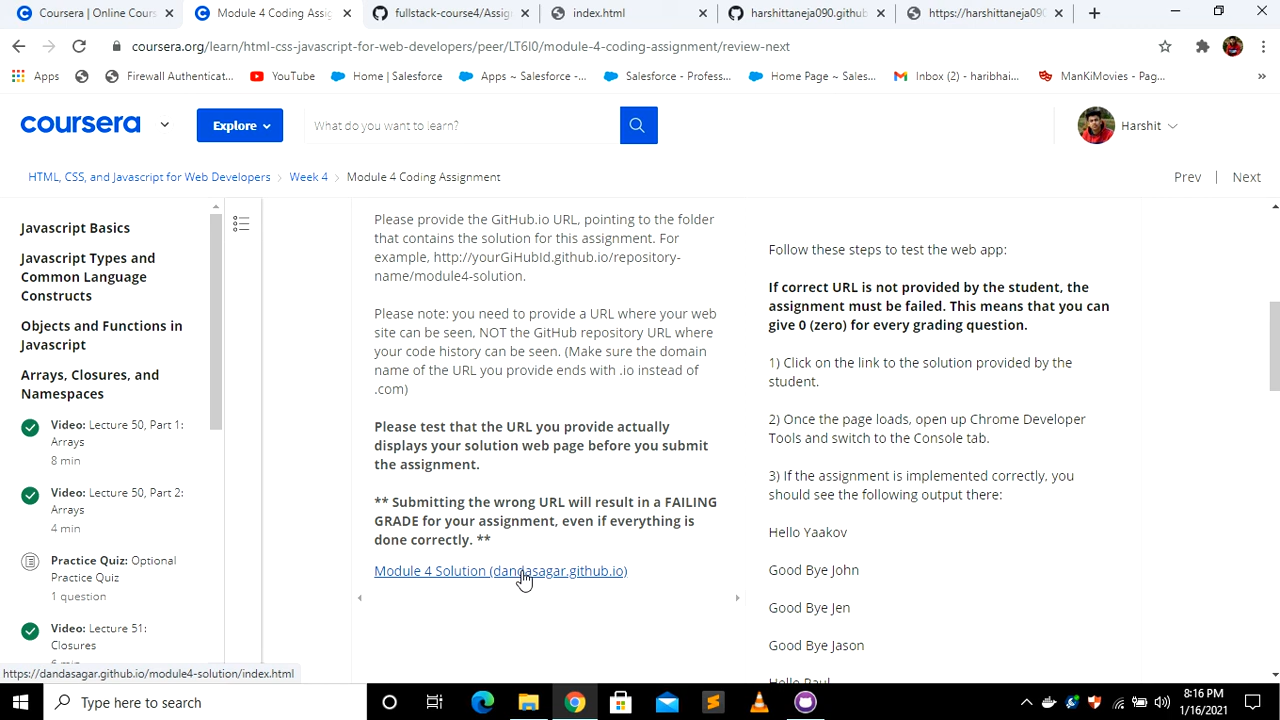 Coursera | Online Cours
Module 4 Coding Assig
fullstack-course4/Assig
index.html
harshittaneja090.github
https://harshittaneja090
coursera.org/learn/html-css-javascript-for-web-developers/peer/LT6I0/module-4-coding-assignment/review-next
Apps
Firewall Authenticat...
YouTube
Home | Salesforce
Apps ~ Salesforce -...
Salesforce - Profess...
Home Page ~ Sales...
Inbox (2) - haribhai...
ManKiMovies - Pag...
coursera
Explore
What do you want to learn?
Harshit
HTML, CSS, and Javascript for Web Developers
Week 4
Module 4 Coding Assignment
Prev
Next
Javascript Basics
Javascript Types and
Common Language
Constructs
Objects and Functions in
Javascript
Arrays, Closures, and
Namespaces
Video: Lecture 50, Part 1:
Arrays
8 min
Video: Lecture 50, Part 2:
Arrays
4 min
Practice Quiz: Optional
Practice Quiz
1 question
Video: Lecture 51:
Closures
Please provide the GitHub.io URL, pointing to the folder
that contains the solution for this assignment. For
example, http://yourGiHubId.github.io/repository-
name/module4-solution.
Please note: you need to provide a URL where your web
site can be seen, NOT the GitHub repository URL where
your code history can be seen. (Make sure the domain
name of the URL you provide ends with .io instead of
.com)
Please test that the URL you provide actually
displays your solution web page before you submit
the assignment.
** Submitting the wrong URL will result in a FAILING
GRADE for your assignment, even if everything is
done correctly. **
Module 4 Solution (dandasagar.github.io)
Follow these steps to test the web app:
If correct URL is not provided by the student, the
assignment must be failed. This means that you can
give 0 (zero) for every grading question.
1) Click on the link to the solution provided by the
student.
2) Once the page loads, open up Chrome Developer
Tools and switch to the Console tab.
3) If the assignment is implemented correctly, you
should see the following output there:
Hello Yaakov
Good Bye John
Good Bye Jen
Good Bye Jason
Hello Paul
https://dandasagar.github.io/module4-solution/index.html
Type here to search
8:16 PM
1/16/2021